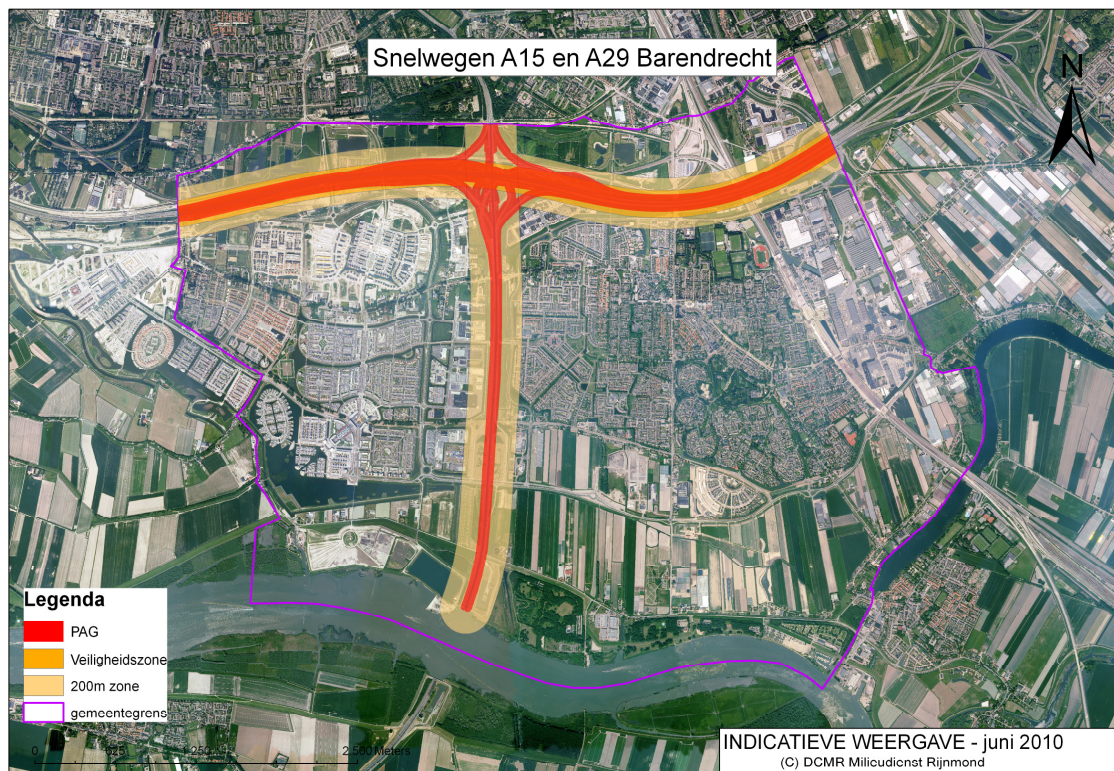 Snelwegen A15 en A29 Barendrecht
N
Legenda
PAG
Veiligheidszone
200m zone
gemeentegrens
0 625 1.250 2.500 Meters
INDICATIEVE WEERGAVE - juni 2010
(C) DCMR Milieudienst Rijnmond